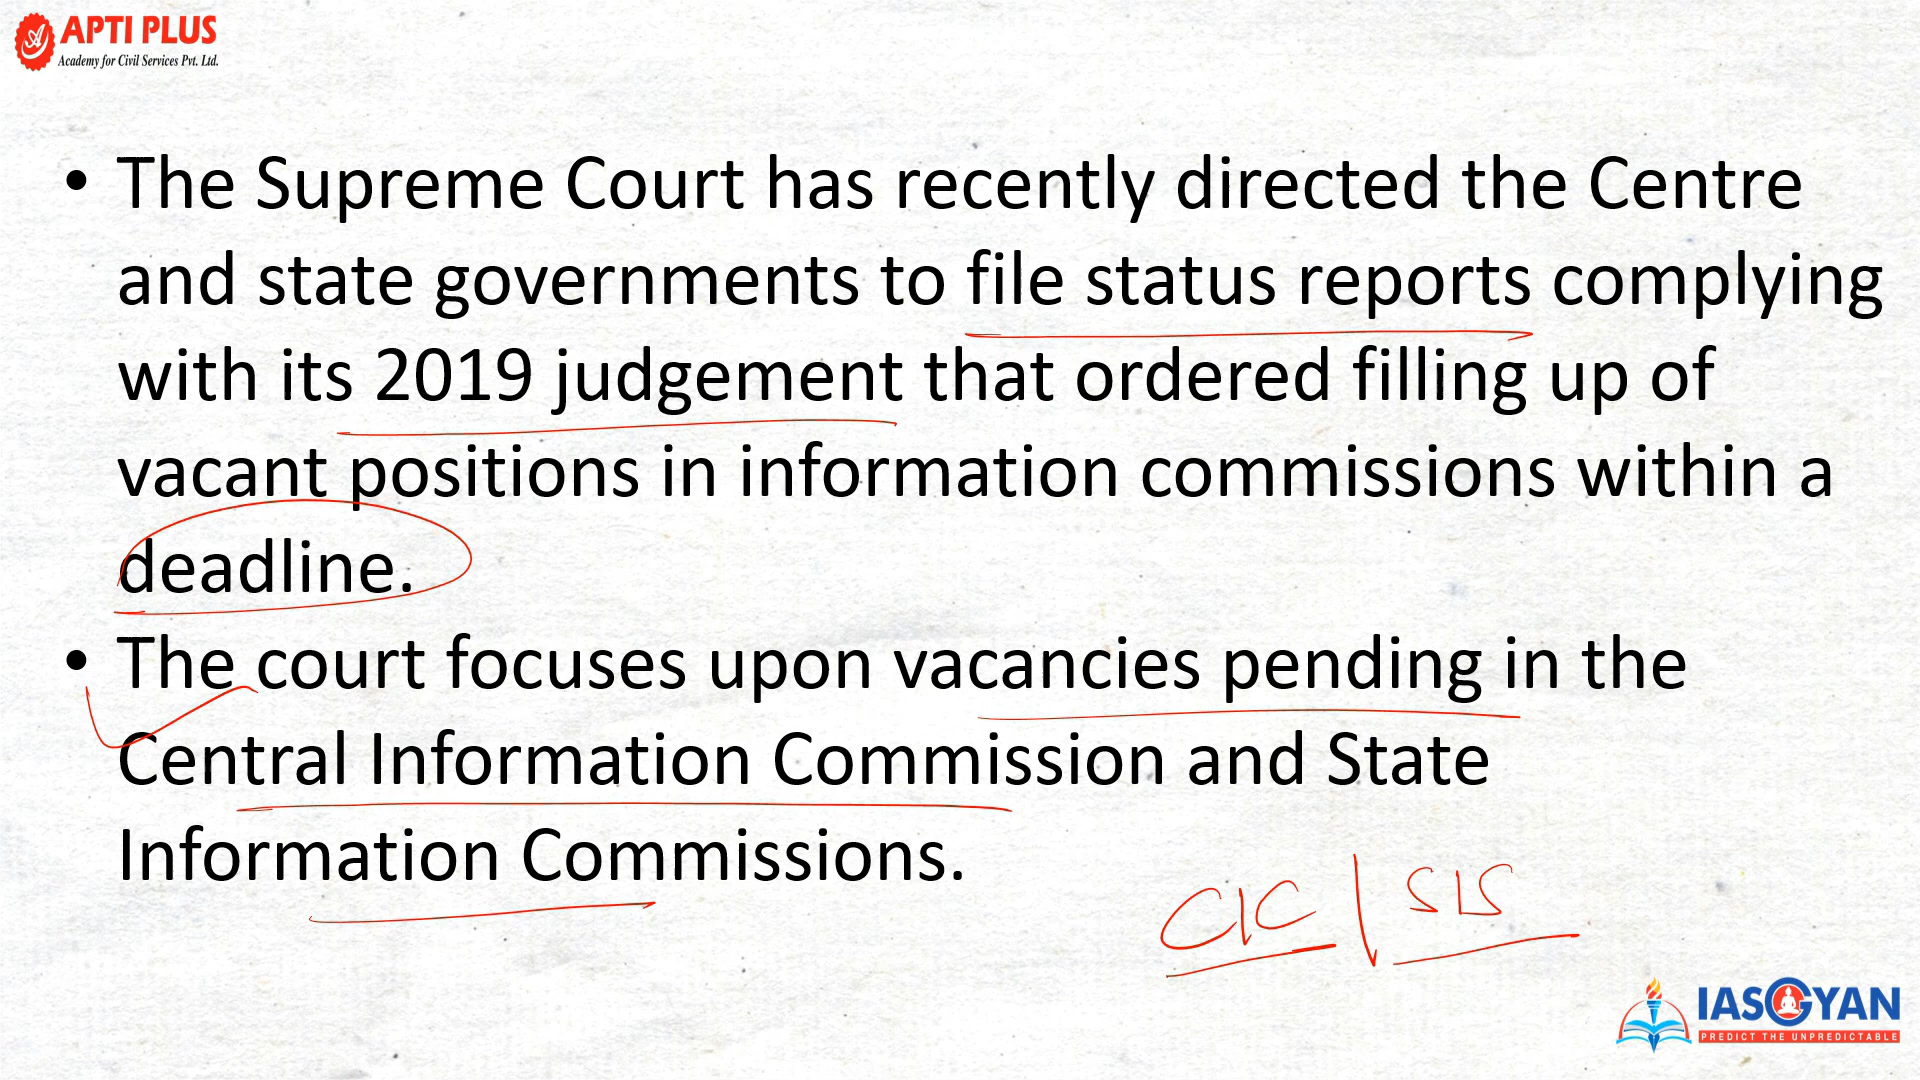 APTI PLUS
Academy for Civil Services Pvt. Ltd.
• The Supreme Court has recently directed the Centre
and state governments to file status reports complying
with its 2019 judgement that ordered filling up of
vacant positions in information commissions within a
deadline.
• The court focuses upon vacancies pending in the
Central Information Commission and State
Information Commissions.
CIC | SIS
IASGYAN
PREDICT THE UNPREDICTABLE